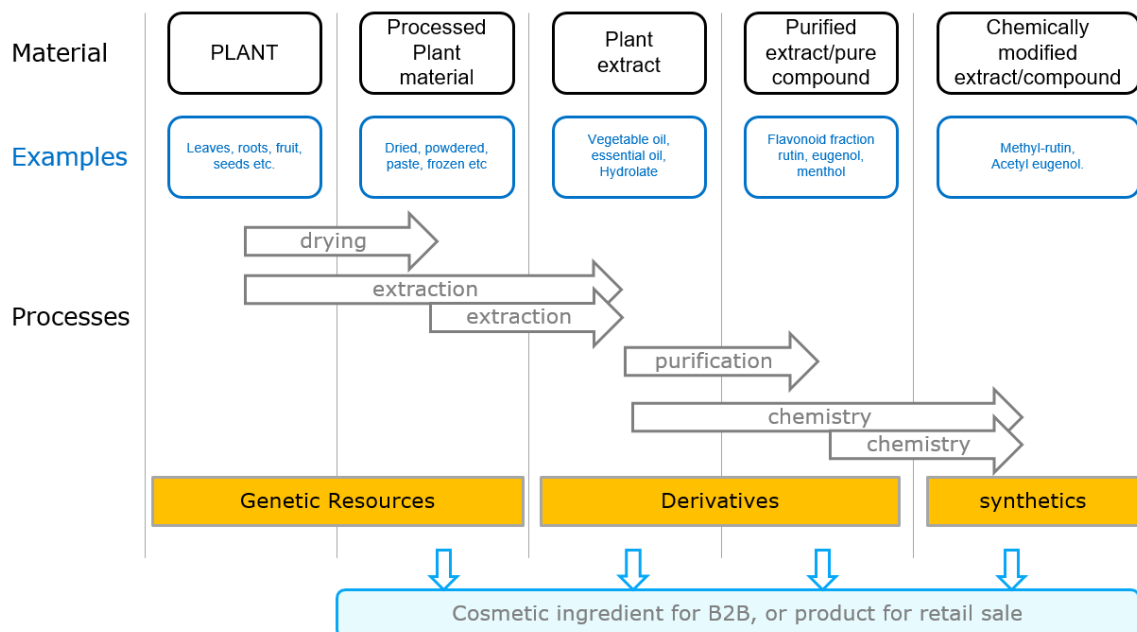 Material
PLANT
Processed
Plant
material
Plant
extract
Purified
extract/pure
compound
Chemically
modified
extract/compound
Examples
Leaves, roots, fruit,
seeds etc.
Dried, powdered,
paste, frozen etc
Vegetable oil,
essential oil,
Hydrolate
Flavonoid fraction
rutin, eugenol,
menthol
Methyl-rutin,
Acetyl eugenol.
Processes
drying
extraction
extraction
purification
chemistry
chemistry
Genetic Resources
Derivatives
synthetics
Cosmetic ingredient for B2B, or product for retail sale